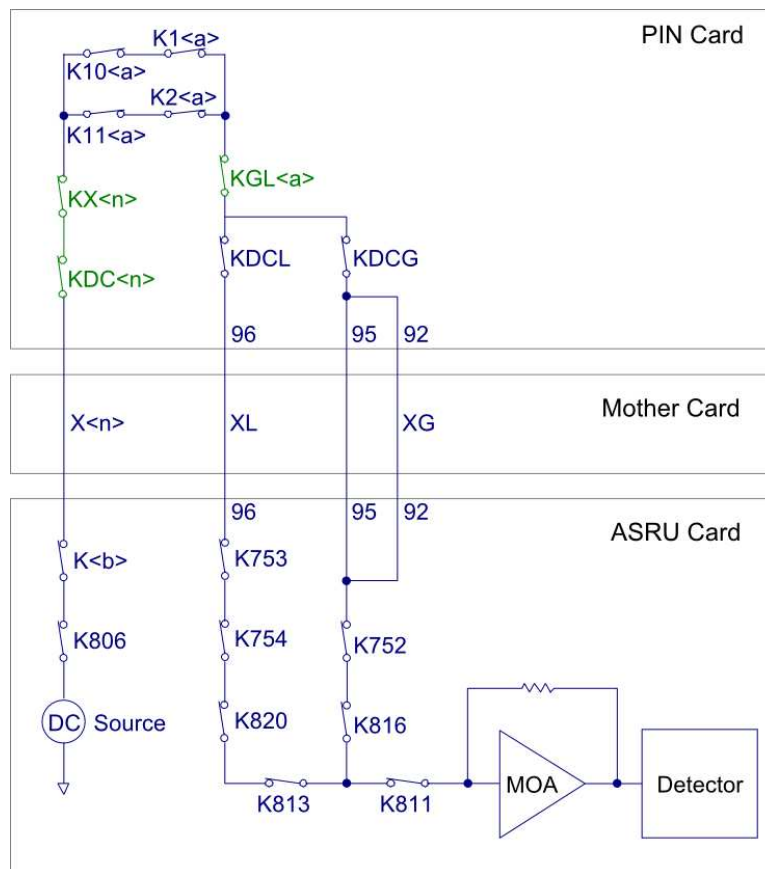 PIN Card
K1<a>
K10<a>
K2<a>
K11<a>
KGL<a>
KX<n>
KDCL
KDCG
KDC<n>
96
95
92
Mother Card
X<n>
XL
XG
96
95
92
ASRU Card
K<b>
K753
K806
K754
K752
DC Source
K820
K816
K813
K811
MOA
Detector